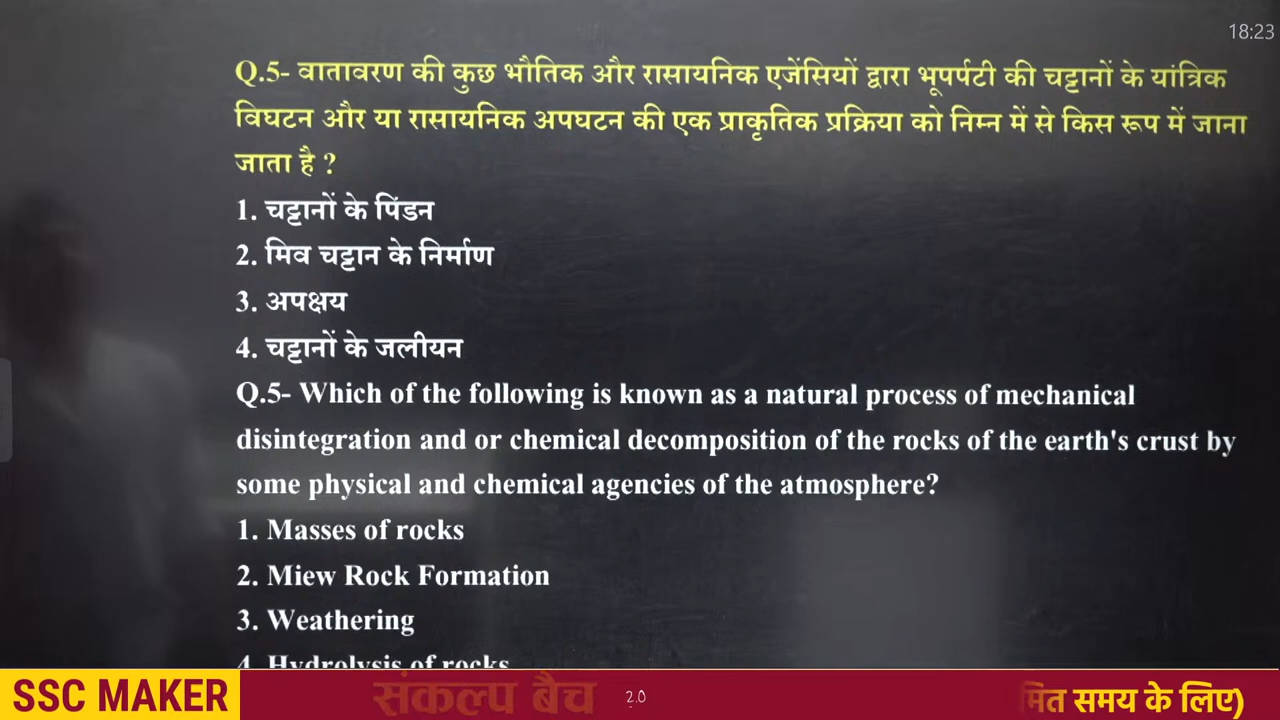 18:23
Q.5- वातावरण की कुछ भौतिक और रासायनिक एजेंसियों द्वारा भूपर्पटी की चट्टानों के यांत्रिक
विघटन और या रासायनिक अपघटन की एक प्राकृतिक प्रक्रिया को निम्न में से किस रूप में जाना
जाता है ?
1. चट्टानों के पिंडन
2. मिव चट्टान के निर्माण
3. अपक्षय
4. चट्टानों के जलीयन
Q.5- Which of the following is known as a natural process of mechanical
disintegration and or chemical decomposition of the rocks of the earth's crust by
some physical and chemical agencies of the atmosphere?
1. Masses of rocks
2. Miew Rock Formation
3. Weathering
4. Hydrolysis of rocks
SSC MAKER संकल्प बैच 2.0 मित समय के लिए)